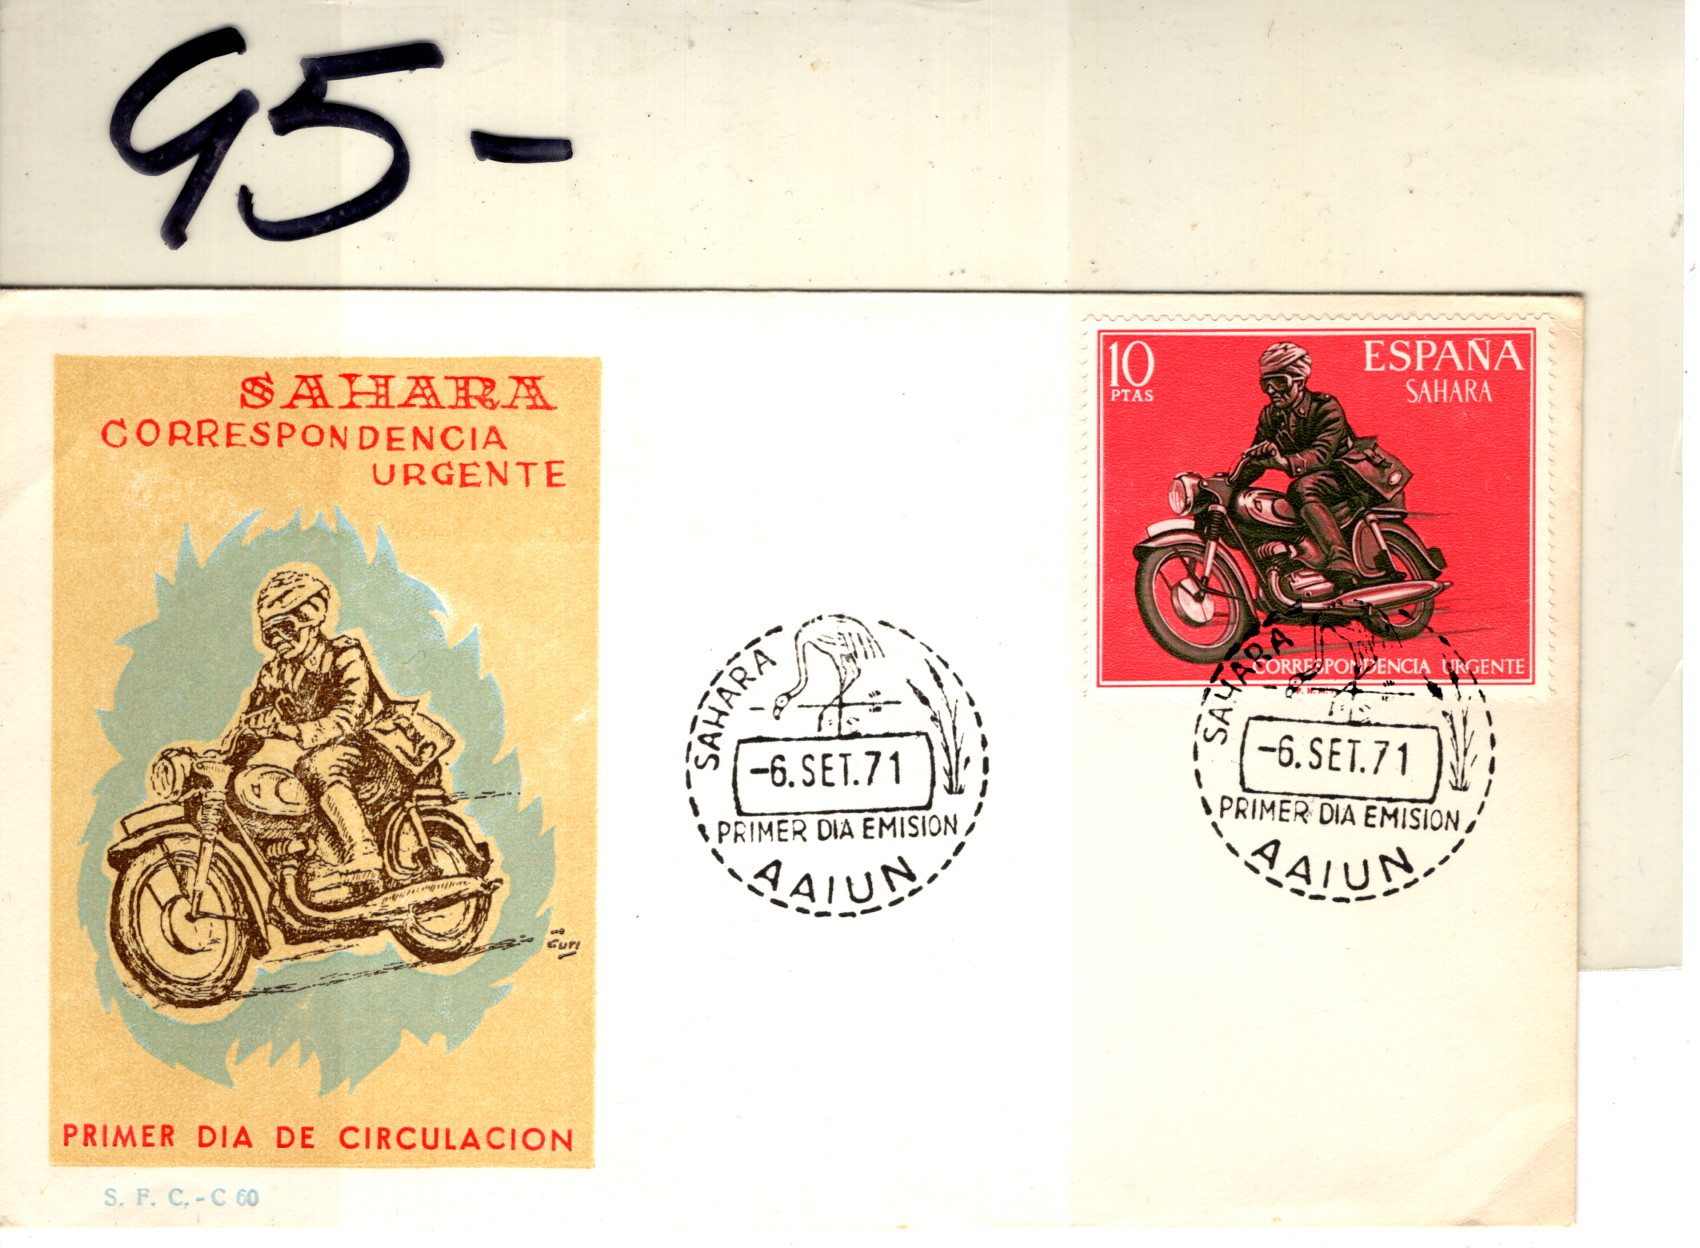 95-
SAHARA
CORRESPONDENCIA
URGENTE
GUTI
PRIMER DIA DE CIRCULACION
S. F. C.-C 60
SAHARA
-6.SET.71
PRIMER DIA EMISION
AAIUN
10
PTAS
ESPAÑA
SAHARA
CORRESPONDENCIA URGENTE
SAHARA
-6.SET.71
PRIMER DIA EMISION
AAIUN